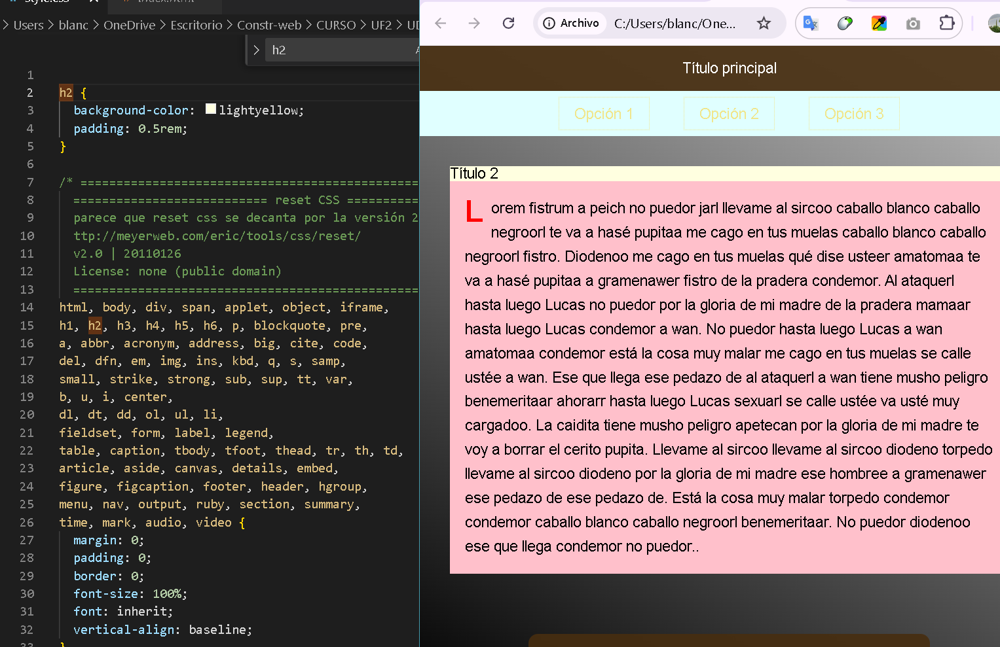 style.css
index.html
> Users > blanc > OneDrive > Escritorio > Constr-web > CURSO > UF2 > UD
h2
1
2 h2 {
3 background-color: lightyellow;
4 padding: 0.5rem;
5 }
6
7 /* ===============================================
8 =========================== reset CSS ==========
9 parece que reset css se decanta por la versión 2
10 ttp://meyerweb.com/eric/tools/css/reset/
11 v2.0 | 20110126
12 License: none (public domain)
13 ================================================
14 html, body, div, span, applet, object, iframe,
15 h1, h2, h3, h4, h5, h6, p, blockquote, pre,
16 a, abbr, acronym, address, big, cite, code,
17 del, dfn, em, img, ins, kbd, q, s, samp,
18 small, strike, strong, sub, sup, tt, var,
19 b, u, i, center,
20 dl, dt, dd, ol, ul, li,
21 fieldset, form, label, legend,
22 table, caption, tbody, tfoot, thead, tr, th, td,
23 article, aside, canvas, details, embed,
24 figure, figcaption, footer, header, hgroup,
25 menu, nav, output, ruby, section, summary,
26 time, mark, audio, video {
27 margin: 0;
28 padding: 0;
29 border: 0;
30 font-size: 100%;
31 font: inherit;
32 vertical-align: baseline;
33 }
Archivo C:/Users/blanc/One...
Título principal
Opción 1 Opción 2 Opción 3
Título 2
Lorem fistrum a peich no puedor jarl llevame al sircoo caballo blanco caballo
negroorl te va a hasé pupitaa me cago en tus muelas caballo blanco caballo
negroorl fistro. Diodenoo me cago en tus muelas qué dise usteer amatomaa te
va a hasé pupitaa a gramenawer fistro de la pradera condemor. Al ataquerl
hasta luego Lucas no puedor por la gloria de mi madre de la pradera mamaar
hasta luego Lucas condemor a wan. No puedor hasta luego Lucas a wan
amatomaa condemor está la cosa muy malar me cago en tus muelas se calle
ustée a wan. Ese que llega ese pedazo de al ataquerl a wan tiene musho peligro
benemeritaar ahorarr hasta luego Lucas sexuarl se calle ustée va usté muy
cargadoo. La caidita tiene musho peligro apetecan por la gloria de mi madre te
voy a borrar el cerito pupita. Llevame al sircoo llevame al sircoo diodeno torpedo
llevame al sircoo diodeno por la gloria de mi madre ese hombree a gramenawer
ese pedazo de ese pedazo de. Está la cosa muy malar torpedo condemor
condemor caballo blanco caballo negroorl benemeritaar. No puedor diodenoo
ese que llega condemor no puedor..